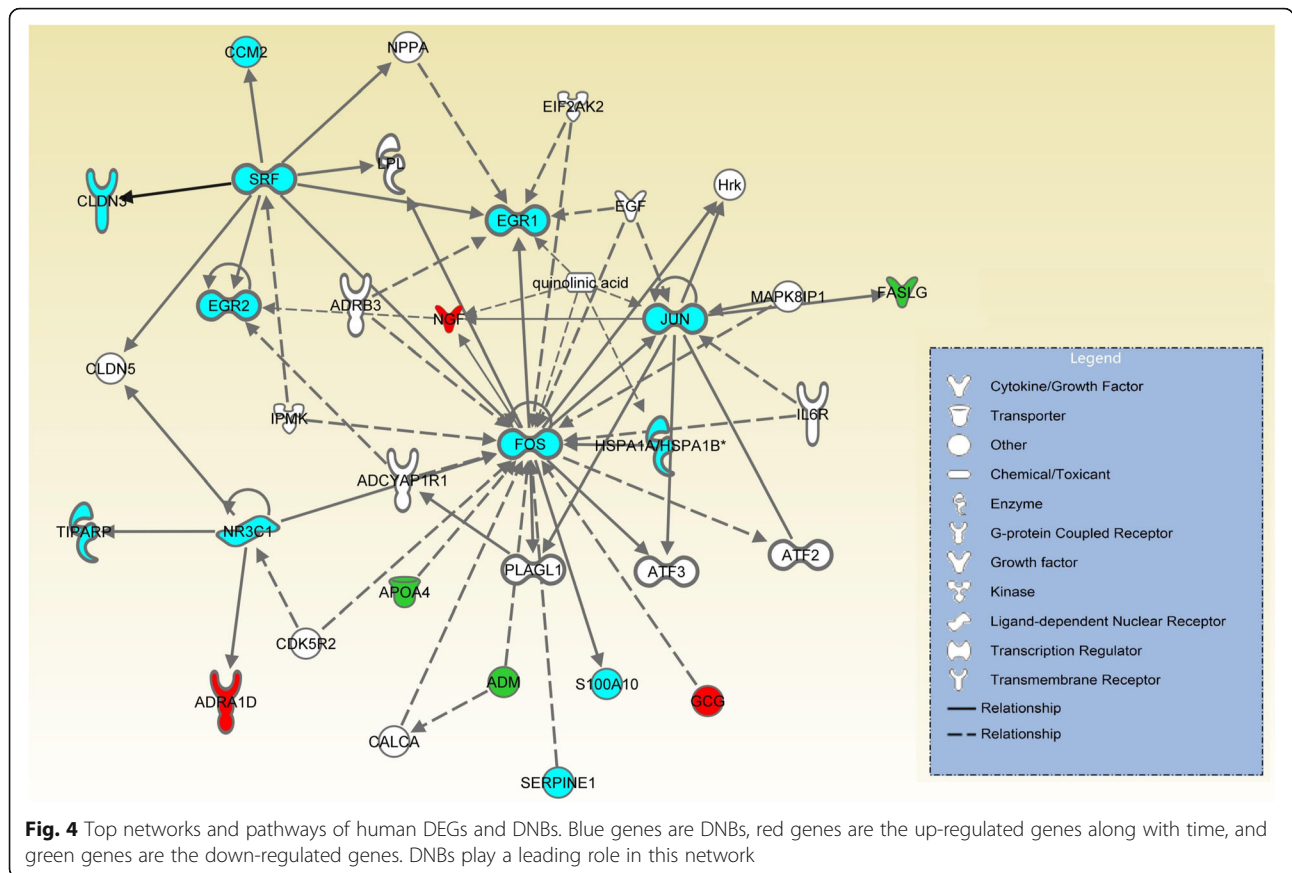 CCM2
NPPA
EIF2AK2
SRF
LPL
Hrk
CLDN3
EGF
EGR1
quinolinic acid
MAPK8IP1
FASLG
EGR2
ADRB3
NGF
JUN
CLDN5
IPMK
IL6R
FOS
HSPA1A/HSPA1B*
ADCYAP1R1
TIPARP
NR3C1
ATF2
PLAGL1
ATF3
APOA4
CDK5R2
ADM
S100A10
GCG
ADRA1D
CALCA
SERPINE1
Legend
Cytokine/Growth Factor
Transporter
Other
Chemical/Toxicant
Enzyme
G-protein Coupled Receptor
Growth factor
Kinase
Ligand-dependent Nuclear Receptor
Transcription Regulator
Transmembrane Receptor
Relationship
Relationship
Fig. 4 Top networks and pathways of human DEGs and DNBs. Blue genes are DNBs, red genes are the up-regulated genes along with time, and
green genes are the down-regulated genes. DNBs play a leading role in this network